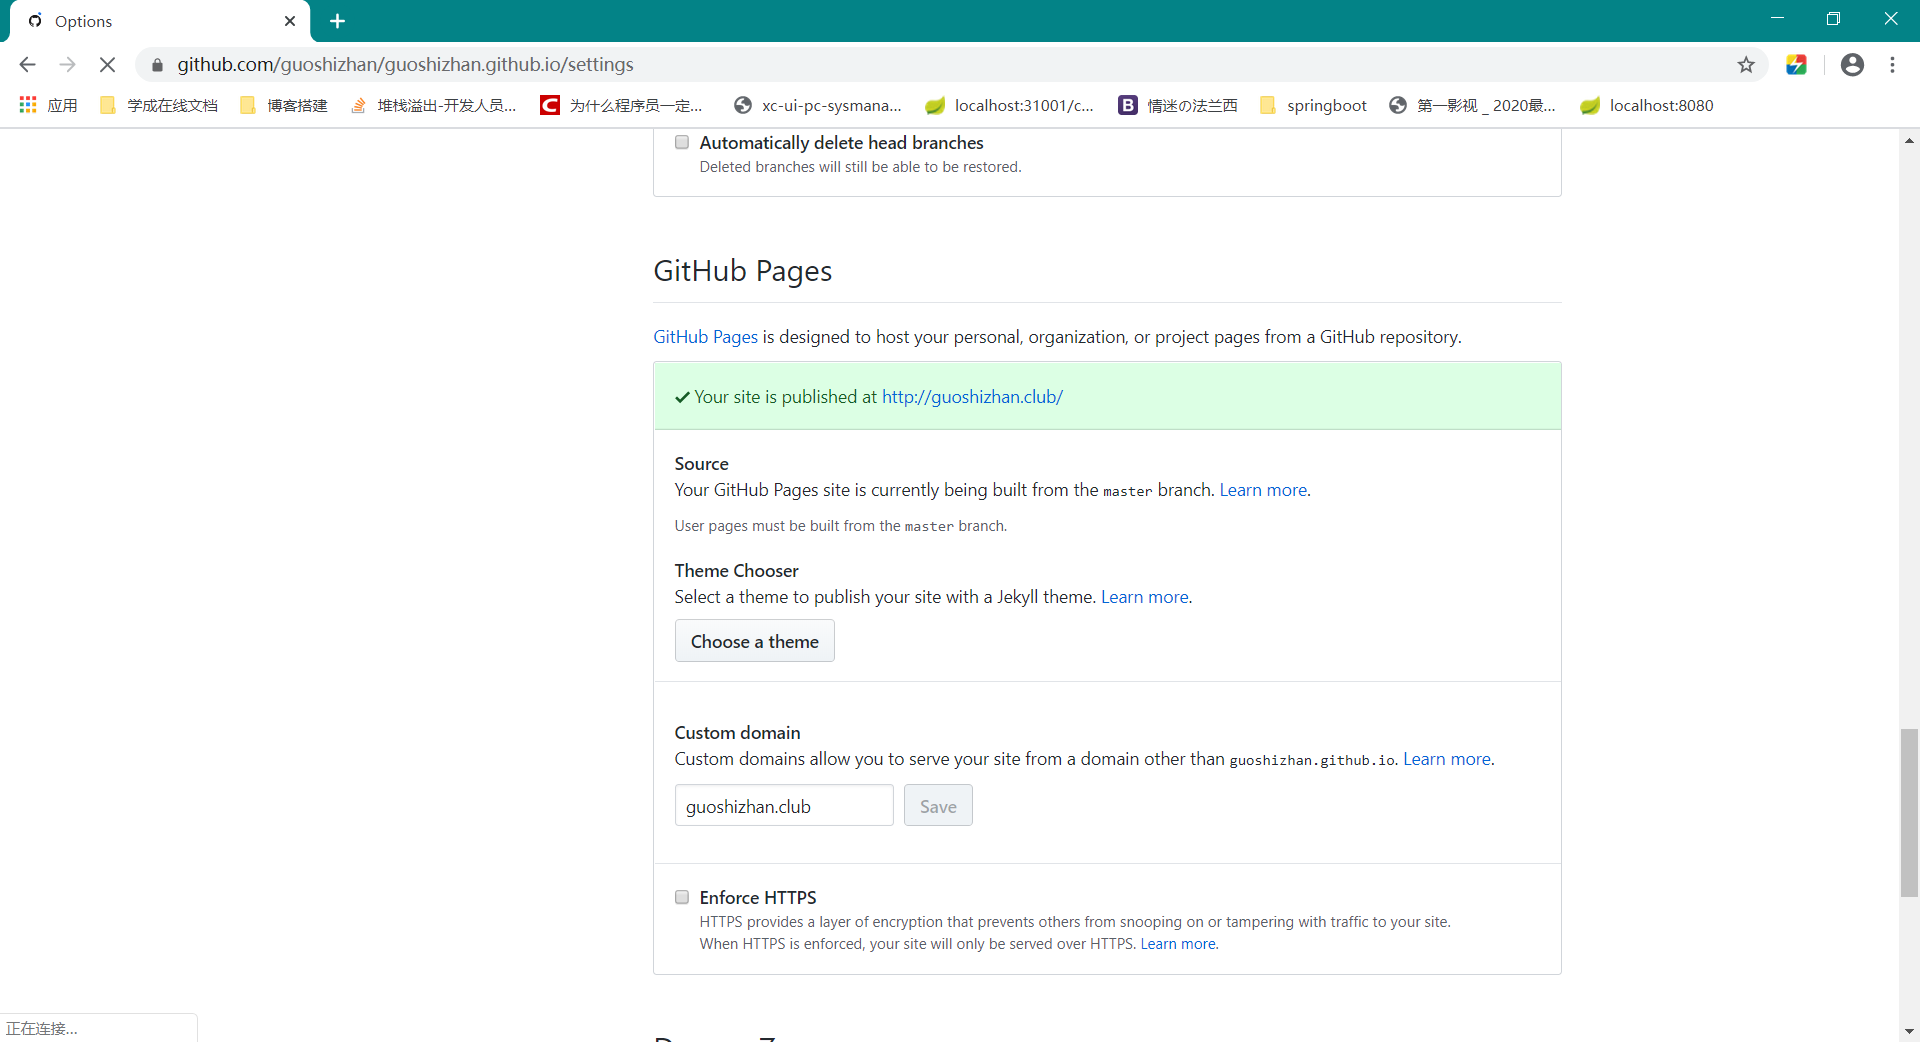 Options
github.com/guoshizhan/guoshizhan.github.io/settings
应用 学成在线文档 博客搭建 堆栈溢出-开发人员... 为什么程序员一定... xc-ui-pc-sysmana... localhost:31001/c... B 情迷の法兰西 springboot 第一影视 _ 2020最... localhost:8080
Automatically delete head branches
Deleted branches will still be able to be restored.
GitHub Pages
GitHub Pages is designed to host your personal, organization, or project pages from a GitHub repository.
Your site is published at http://guoshizhan.club/
Source
Your GitHub Pages site is currently being built from the master branch. Learn more.
User pages must be built from the master branch.
Theme Chooser
Select a theme to publish your site with a Jekyll theme. Learn more.
Choose a theme
Custom domain
Custom domains allow you to serve your site from a domain other than guoshizhan.github.io. Learn more.
guoshizhan.club Save
Enforce HTTPS
HTTPS provides a layer of encryption that prevents others from snooping on or tampering with traffic to your site.
When HTTPS is enforced, your site will only be served over HTTPS. Learn more.
正在连接...